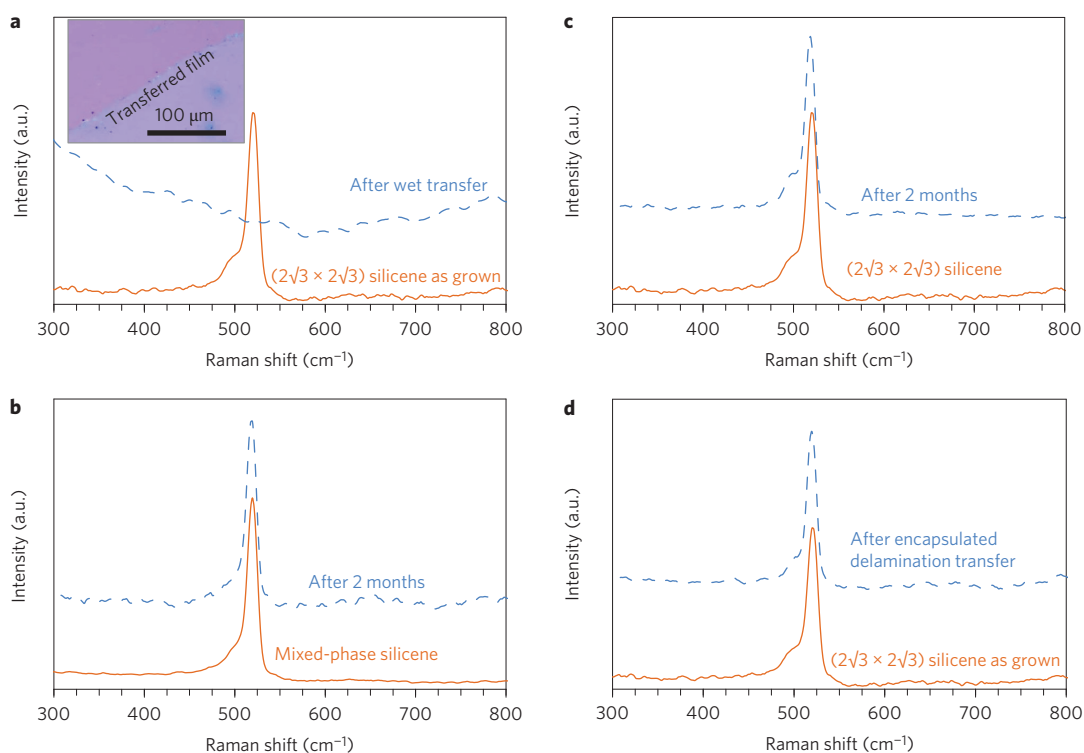 a
Transferred film
100 μm
After wet transfer
(2√3 × 2√3) silicene as grown
Intensity (a.u.)
300 400 500 600 700 800
Raman shift (cm⁻¹)
c
After 2 months
(2√3 × 2√3) silicene
Intensity (a.u.)
300 400 500 600 700 800
Raman shift (cm⁻¹)
b
After 2 months
Mixed-phase silicene
Intensity (a.u.)
300 400 500 600 700 800
Raman shift (cm⁻¹)
d
After encapsulated
delamination transfer
(2√3 × 2√3) silicene as grown
Intensity (a.u.)
300 400 500 600 700 800
Raman shift (cm⁻¹)